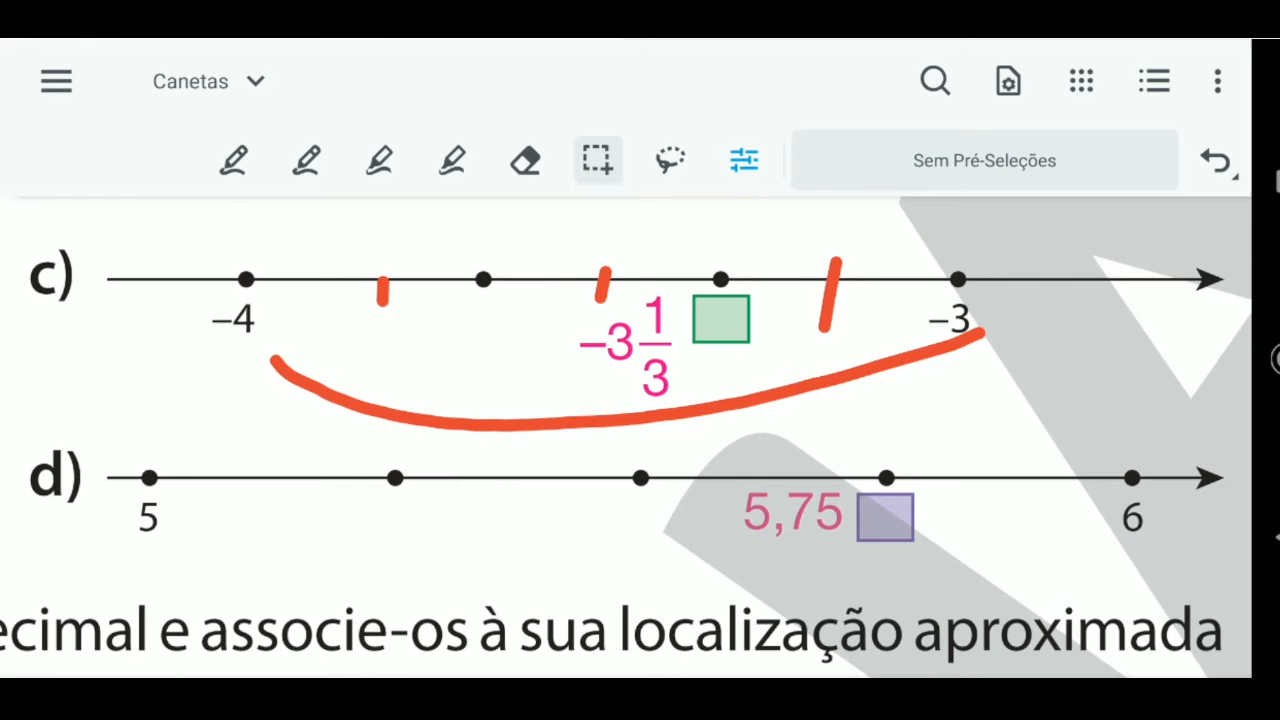 Canetas
Sem Pré-Seleções
c)
–4
–3 1/3
–3
d)
5
5,75
6
ecimal e associe-os à sua localização aproximada